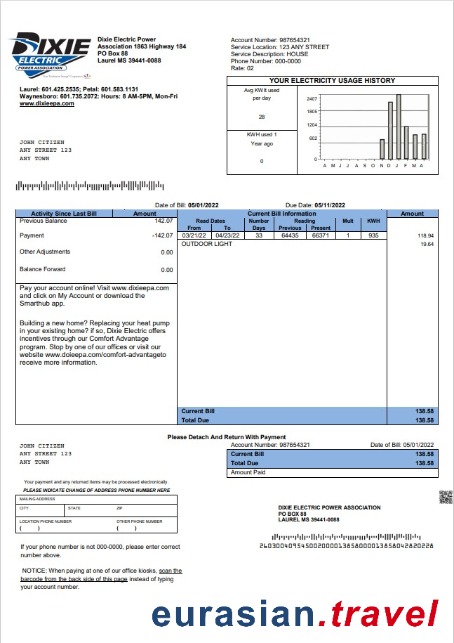 DIXIE
ELECTRIC
POWER ASSOCIATION
Dixie Electric Power
Association 1863 Highway 184
PO Box 88
Laurel MS 39441-0088
Laurel: 601.425.2535; Petal: 601.583.1131
Waynesboro: 601.735.2072: Hours: 8 AM-5PM, Mon-Fri
www.dixieepa.com
Account Number: 987654321
Service Location: 123 ANY STREET
Service Description: HOUSE
Phone Number: 000-0000
Rate: 02
YOUR ELECTRICITY USAGE HISTORY
Avg KW it used
per day
28
KWH used 1
Year ago
0
2407
1604
1204
802
0
A M J J A S O N D J F M A
JOHN CITIZEN
ANY STREET 123
ANY TOWN
Date of Bill: 05/01/2022 Due Date: 05/11/2022
Activity Since Last Bill Amount Current Bill Information Amount
Previous Balance 142.07
Payment -142.07
Other Adjustments 0.00
Balance Forward 0.00
Read Dates Number Reading Mult KWH
From To Days Previous Present
03/21/22 04/23/22 33 64435 66371 1 935 118.94
OUTDOOR LIGHT 19.64
Pay your account online! Visit www.dixieepa.com
and click on My Account or download the
Smarthub app.
Building a new home? Replacing your heat pump
in your existing home? if so, Dixie Electric offers
incentives through our Comfort Advantage
program. Stop by one of our offices or visit our
website www.doieepa.com/comfort-advantageto
receive more information.
Current Bill 138.58
Total Due 138.58
Please Detach And Return With Payment
JOHN CITIZEN
ANY STREET 123
ANY TOWN
Account Number: 987654321 Date of Bill: 05/01/2022
Current Bill 138.58
Total Due 138.58
Amount Paid
Your payment and any returned items may be processed electronically
PLEASE WIDICATE CHANGE OF ADDRESS PHONE NUMBER HERE
MAILING ADDRESS
CITY STATE ZIP
LOCATION PHONE NUMBER OTHER PHONE NUMBER
( ) ( )
DIXIE ELECTRIC POWER ASSOCIATION
PO BOX 88
LAUREL MS 39441-0088
If your phone number is not 000-0000, please enter correct
number above.
NOTICE: When paying at one of our office kiosks, scan the
barcode from the back side of this page instead of typing
your account number.
eurasian.travel